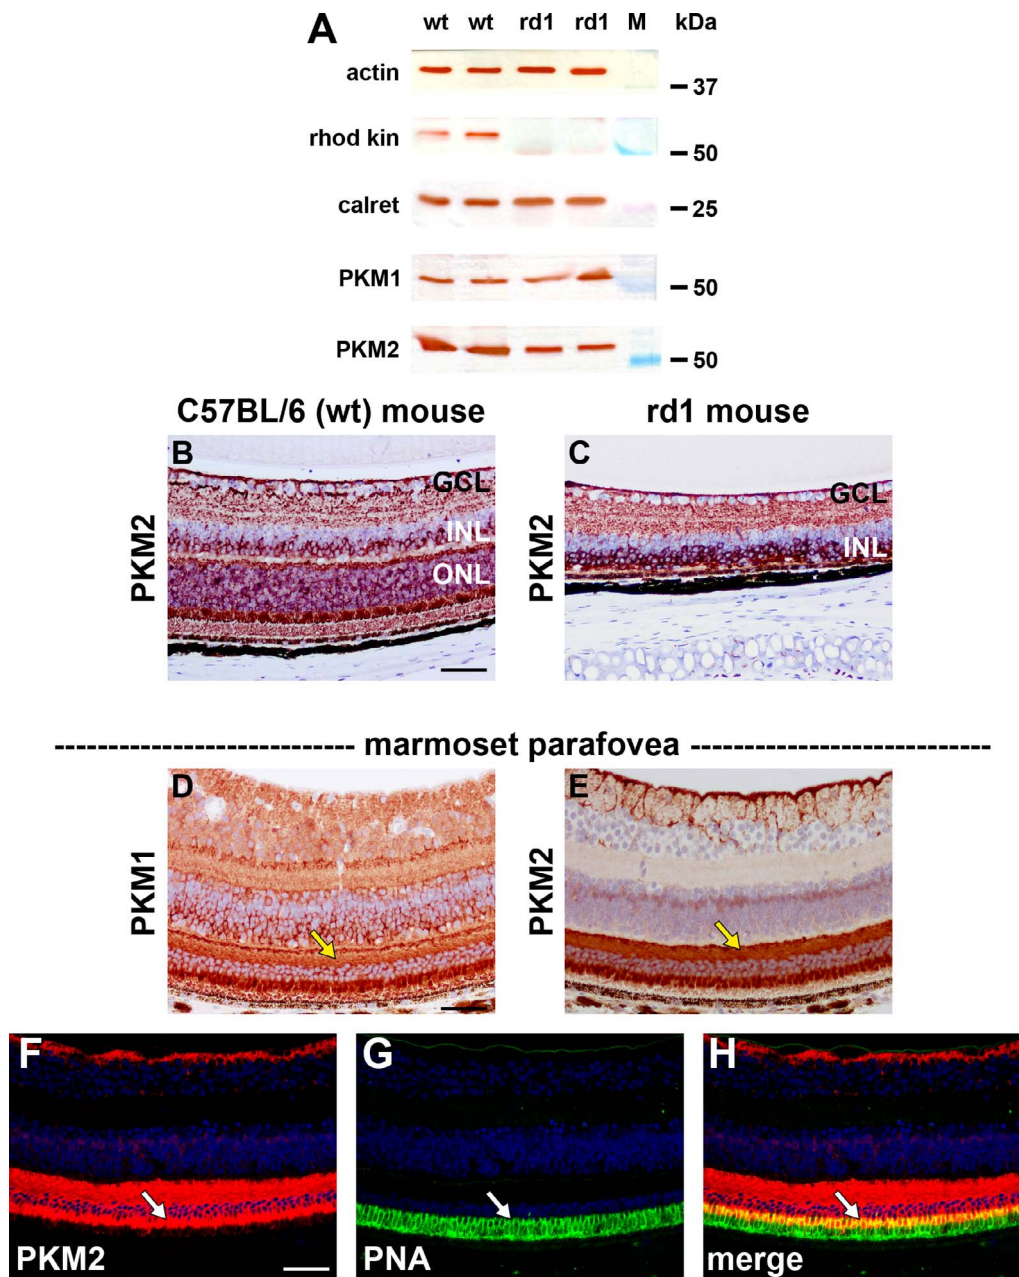 A wt wt rd1 rd1 M kDa
actin 37
rhod kin 50
calret 25
PKM1 50
PKM2 50
C57BL/6 (wt) mouse rd1 mouse
B C
GCL GCL
PKM2 INL PKM2 INL
ONL
marmoset parafovea
D E
PKM1 PKM2
F G H
PKM2 PNA merge